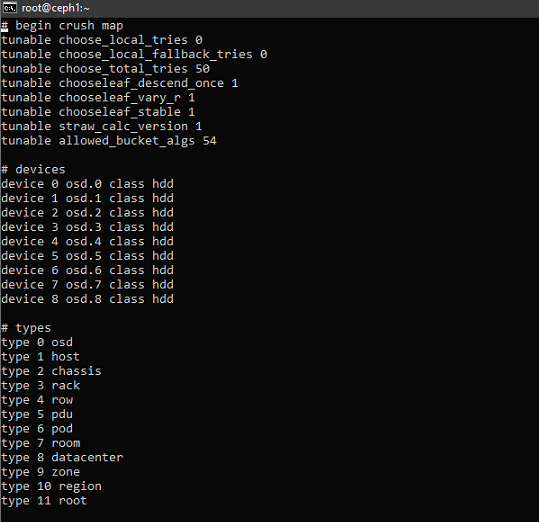 root@ceph1:~
# begin crush map
tunable choose_local_tries 0
tunable choose_local_fallback_tries 0
tunable choose_total_tries 50
tunable chooseleaf_descend_once 1
tunable chooseleaf_vary_r 1
tunable chooseleaf_stable 1
tunable straw_calc_version 1
tunable allowed_bucket_algs 54

# devices
device 0 osd.0 class hdd
device 1 osd.1 class hdd
device 2 osd.2 class hdd
device 3 osd.3 class hdd
device 4 osd.4 class hdd
device 5 osd.5 class hdd
device 6 osd.6 class hdd
device 7 osd.7 class hdd
device 8 osd.8 class hdd

# types
type 0 osd
type 1 host
type 2 chassis
type 3 rack
type 4 row
type 5 pdu
type 6 pod
type 7 room
type 8 datacenter
type 9 zone
type 10 region
type 11 root